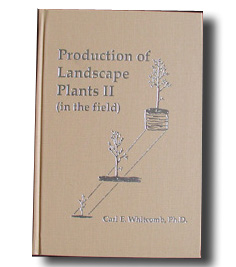 Production of
Landscape
Plants II
(in the field)
Carl E. Whitcomb, Ph.D.